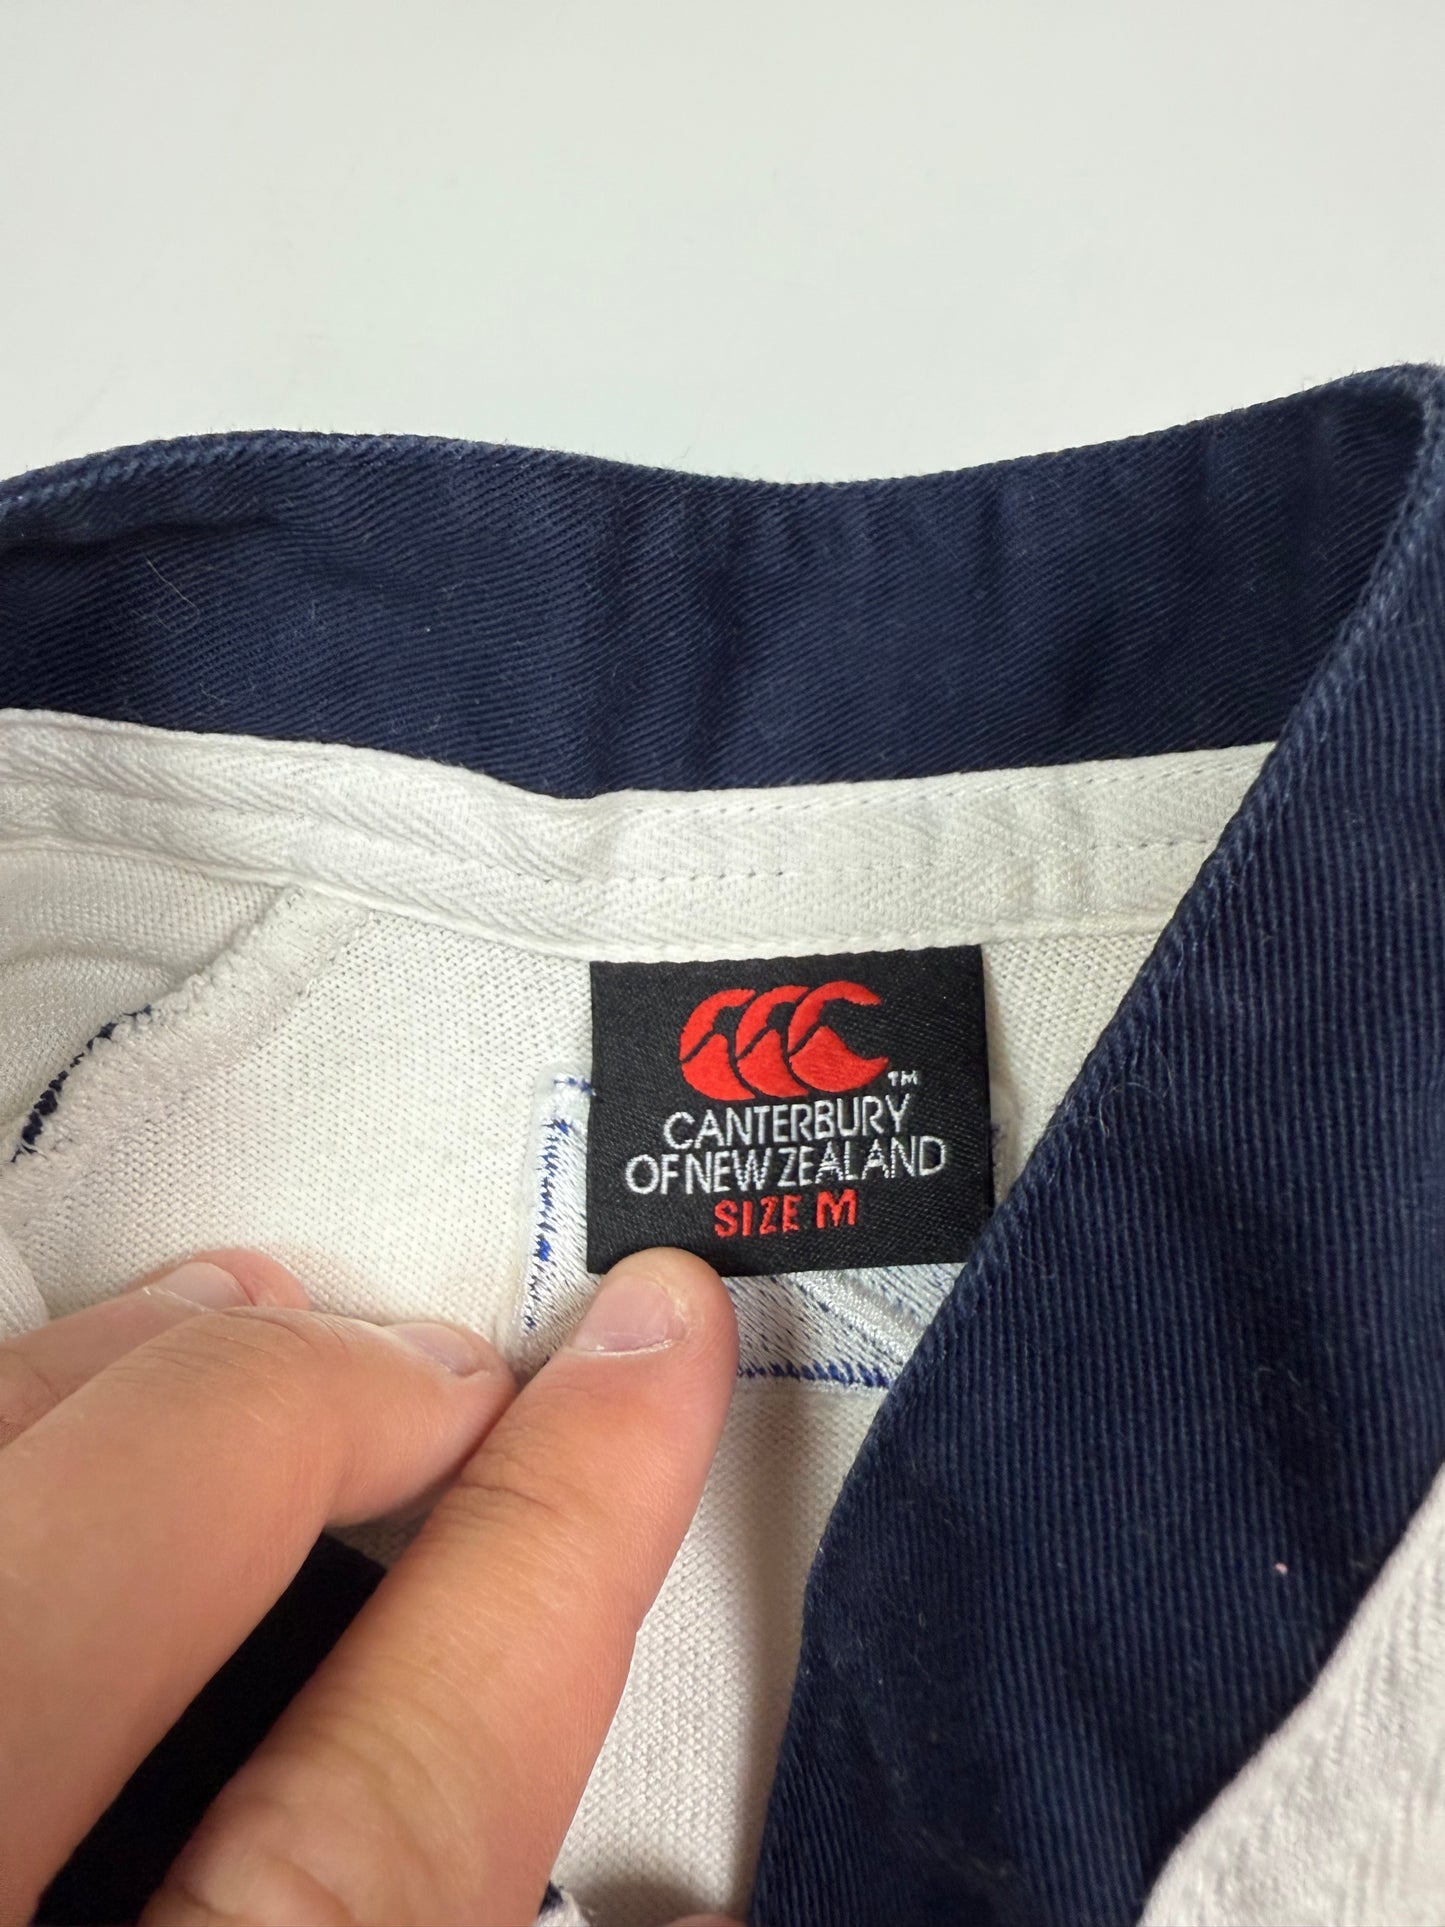 TM
CANTERBURY
OF NEW ZEALAND
SIZE M